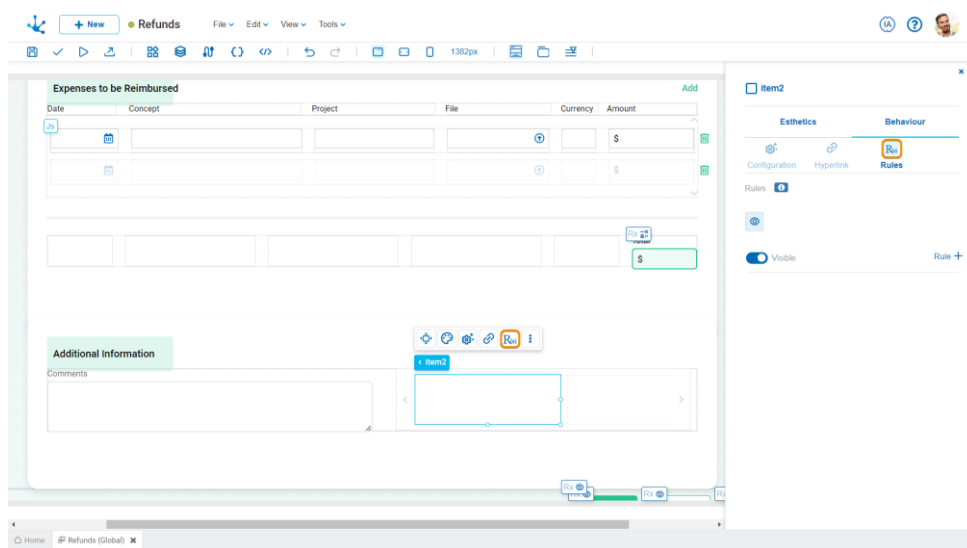 + New
Refunds
File
Edit
View
Tools
IA
?
1382px
Expenses to be Reimbursed
Add
Date
Concept
Project
File
Currency
Amount
Js
$
$
Rx
Total
$
Additional Information
Comments
R(x)
< item2
Rx
Rx
Rx
item2
Esthetics
Behaviour
R(x)
Configuration
Hyperlink
Rules
Rules
Visible
Rule +
Home
Refunds (Global)